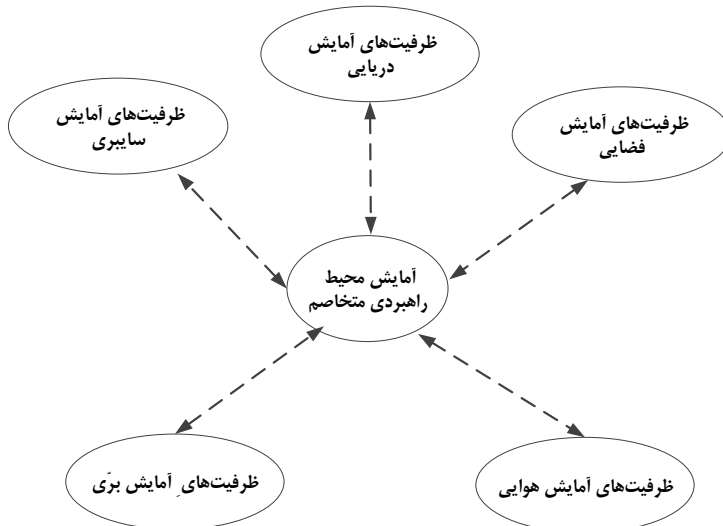 ظرفیت‌های آمایش
دریایی
ظرفیت‌های آمایش
فضایی
ظرفیت‌های آمایش
سایبری
آمایش محیط
راهبردی متخاصم
ظرفیت‌هایِ آمایش برّی
ظرفیت‌های آمایش هوایی